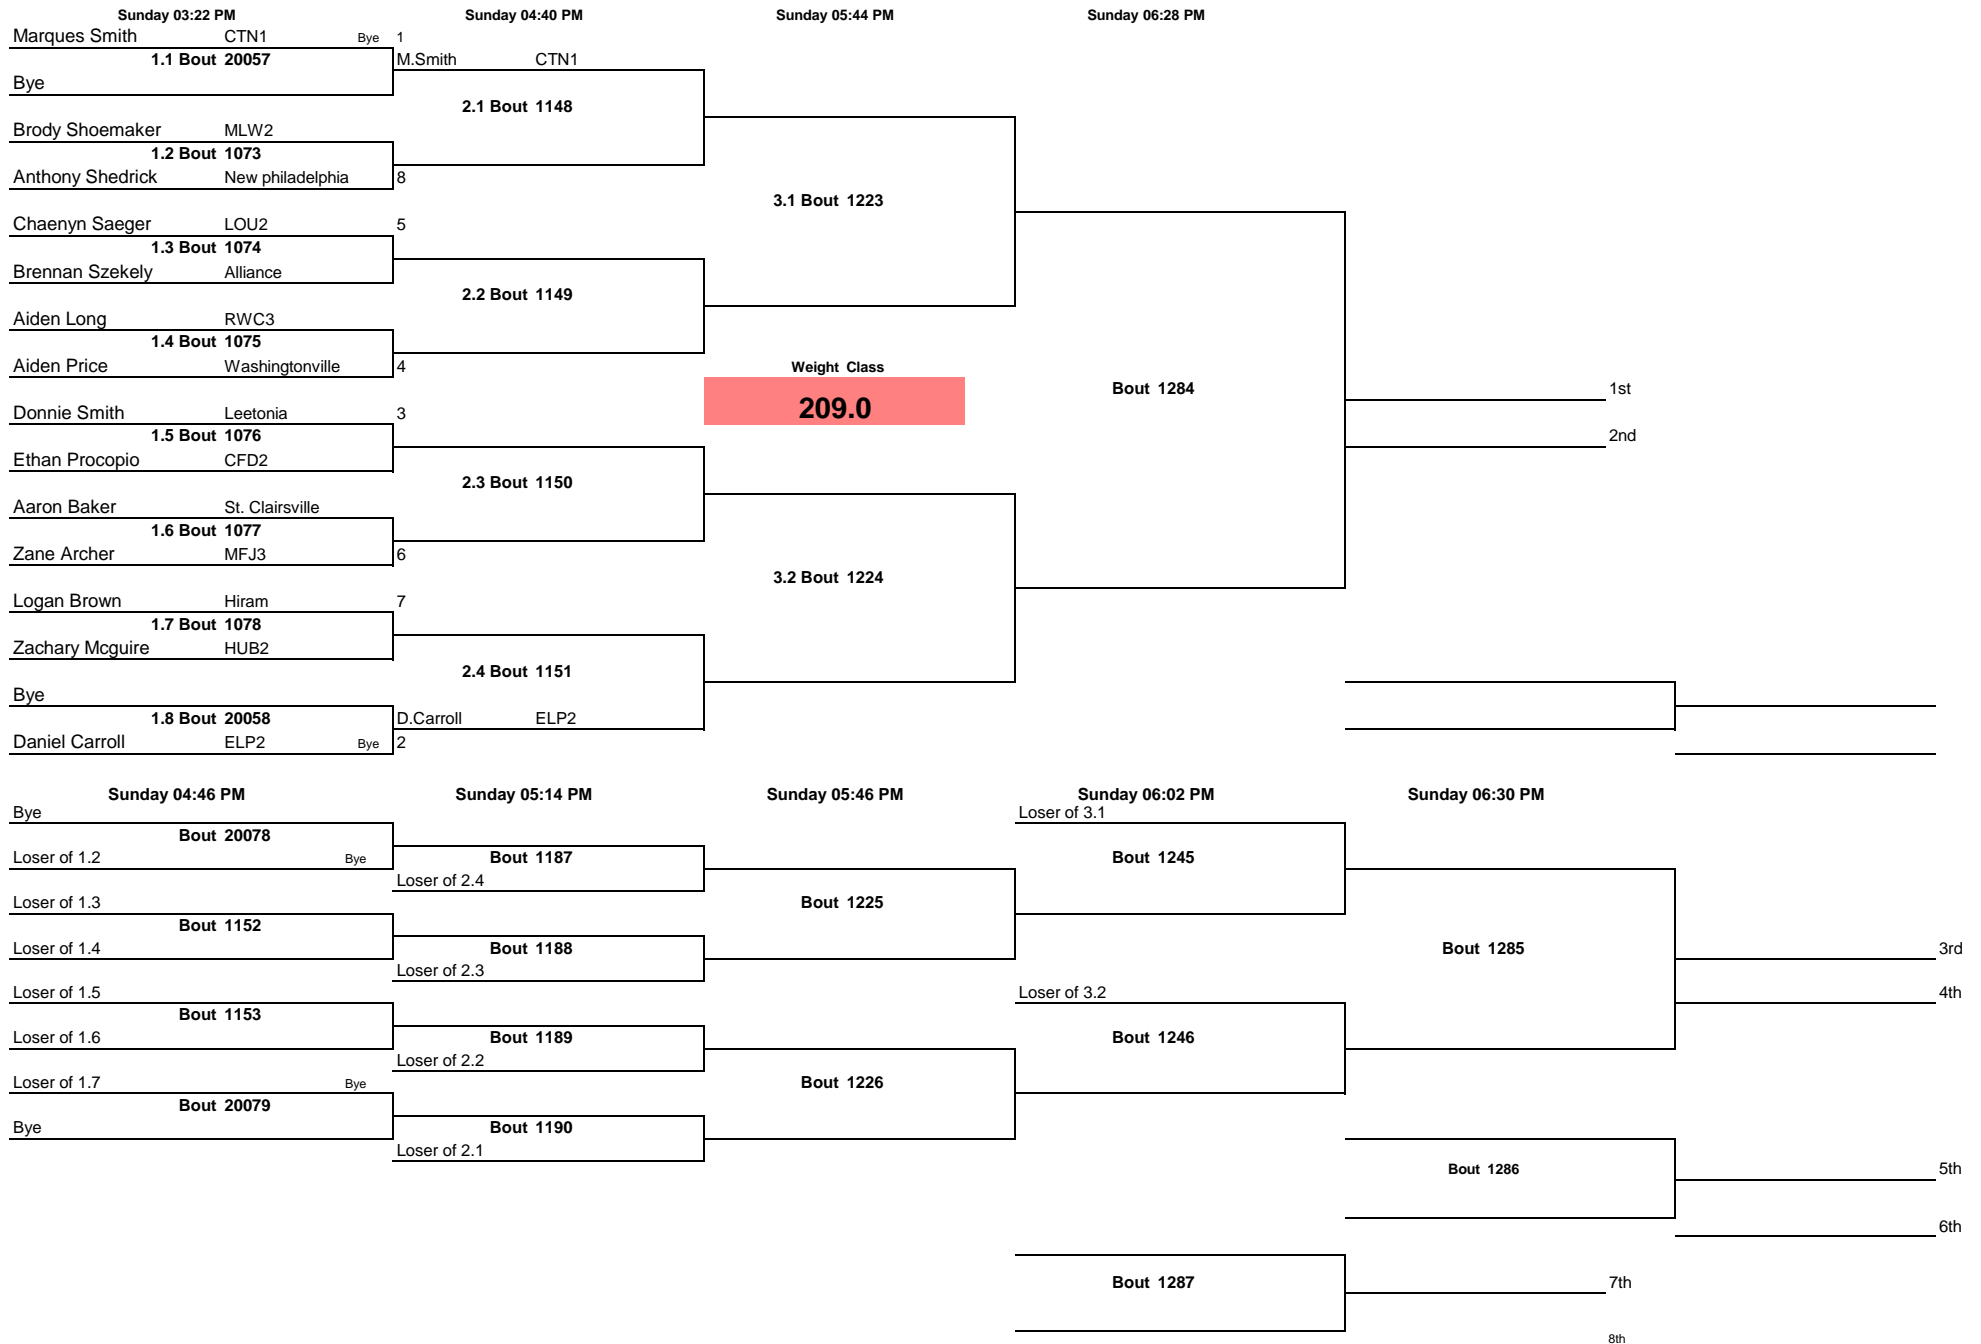 Sunday 03:22 PM Sunday 04:40 PM Sunday 05:44 PM Sunday 06:28 PM
Marques Smith CTN1 Bye 1
1.1 Bout 20057 M.Smith CTN1
Bye
2.1 Bout 1148
Brody Shoemaker MLW2
1.2 Bout 1073
Anthony Shedrick New philadelphia 8
3.1 Bout 1223
Chaenyn Saeger LOU2 5
1.3 Bout 1074
Brennan Szekely Alliance
2.2 Bout 1149
Aiden Long RWC3
1.4 Bout 1075
Aiden Price Washingtonville 4 Weight Class
Bout 1284 1st
209.0
Donnie Smith Leetonia 3
1.5 Bout 1076 2nd
Ethan Procopio CFD2
2.3 Bout 1150
Aaron Baker St. Clairsville
1.6 Bout 1077
Zane Archer MFJ3 6
3.2 Bout 1224
Logan Brown Hiram 7
1.7 Bout 1078
Zachary Mcguire HUB2
2.4 Bout 1151
Bye
1.8 Bout 20058 D.Carroll ELP2
Daniel Carroll ELP2 Bye 2
Sunday 04:46 PM Sunday 05:14 PM Sunday 05:46 PM Sunday 06:02 PM Sunday 06:30 PM
Bye Loser of 3.1
Bout 20078
Loser of 1.2 Bye Bout 1187 Bout 1245
Loser of 2.4
Loser of 1.3 Bout 1225
Bout 1152
Loser of 1.4 Bout 1188 Bout 1285 3rd
Loser of 2.3
Loser of 1.5 Loser of 3.2 4th
Bout 1153
Loser of 1.6 Bout 1189 Bout 1246
Loser of 2.2
Loser of 1.7 Bye Bout 1226
Bout 20079
Bye Bout 1190
Loser of 2.1
Bout 1286 5th
6th
Bout 1287 7th
8th